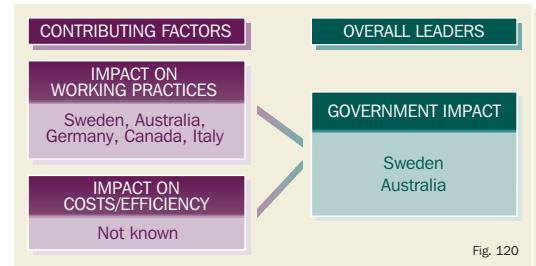 CONTRIBUTING FACTORS
OVERALL LEADERS
IMPACT ON
WORKING PRACTICES
Sweden, Australia,
Germany, Canada, Italy
IMPACT ON
COSTS/EFFICIENCY
Not known
GOVERNMENT IMPACT
Sweden
Australia
Fig. 120